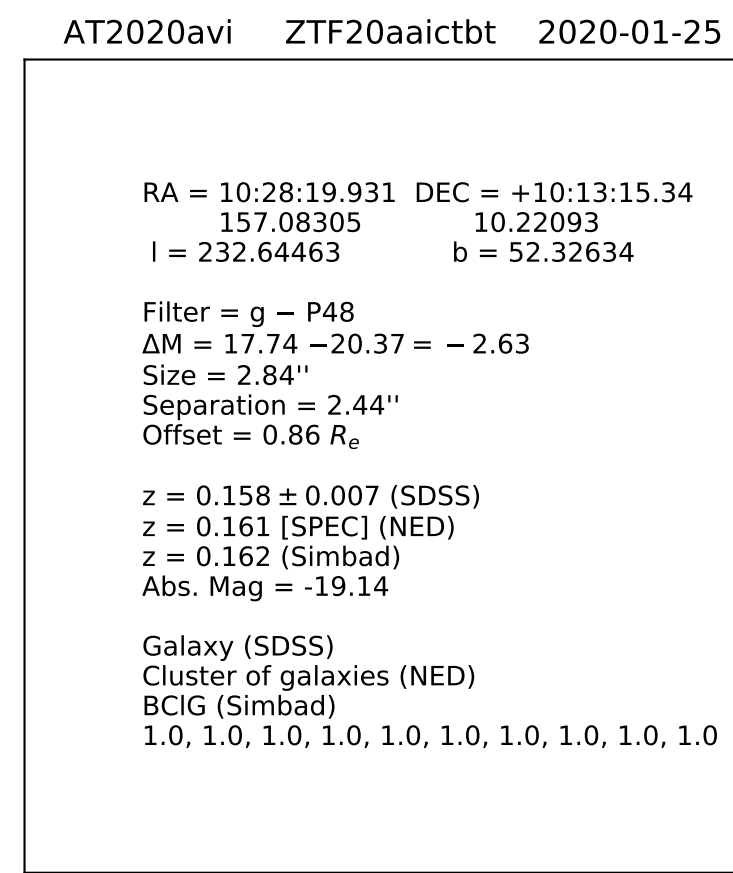 AT2020avi ZTF20aaictbt 2020-01-25
RA = 10:28:19.931 DEC = +10:13:15.34
157.08305 10.22093
l = 232.64463 b = 52.32634
Filter = g − P48
ΔM = 17.74 −20.37 = − 2.63
Size = 2.84''
Separation = 2.44''
Offset = 0.86 Re
z = 0.158 ± 0.007 (SDSS)
z = 0.161 [SPEC] (NED)
z = 0.162 (Simbad)
Abs. Mag = -19.14
Galaxy (SDSS)
Cluster of galaxies (NED)
BClG (Simbad)
1.0, 1.0, 1.0, 1.0, 1.0, 1.0, 1.0, 1.0, 1.0, 1.0